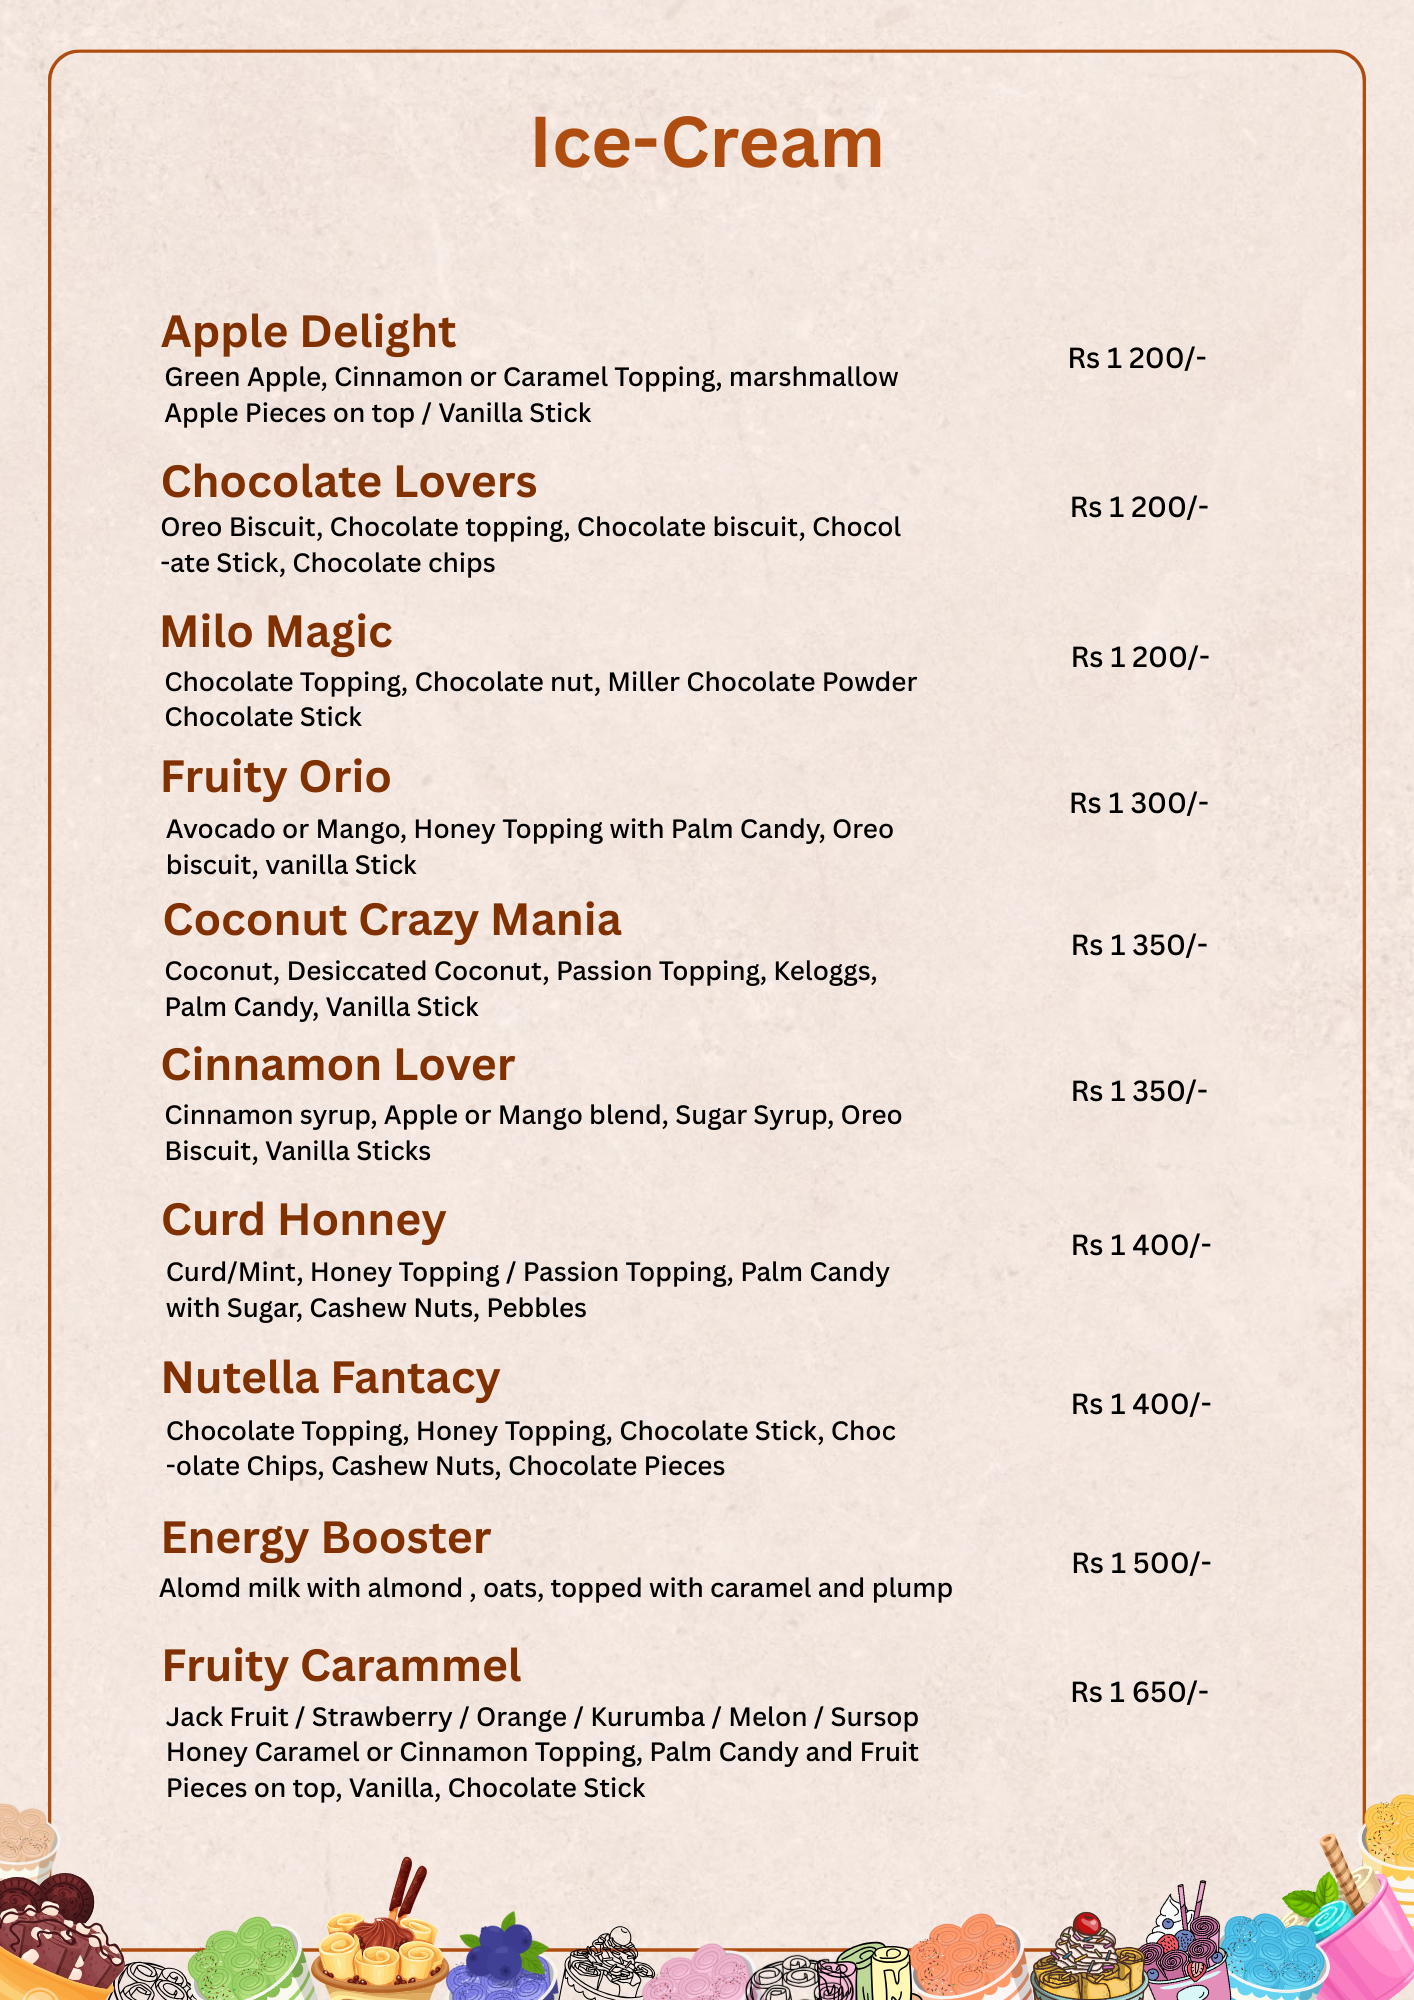 Ice-Cream
Apple Delight
Rs 1 200/-
Green Apple, Cinnamon or Caramel Topping, marshmallow
Apple Pieces on top / Vanilla Stick
Chocolate Lovers
Rs 1 200/-
Oreo Biscuit, Chocolate topping, Chocolate biscuit, Chocol
-ate Stick, Chocolate chips
Milo Magic
Rs 1 200/-
Chocolate Topping, Chocolate nut, Miller Chocolate Powder
Chocolate Stick
Fruity Orio
Rs 1 300/-
Avocado or Mango, Honey Topping with Palm Candy, Oreo
biscuit, vanilla Stick
Coconut Crazy Mania
Rs 1 350/-
Coconut, Desiccated Coconut, Passion Topping, Keloggs,
Palm Candy, Vanilla Stick
Cinnamon Lover
Rs 1 350/-
Cinnamon syrup, Apple or Mango blend, Sugar Syrup, Oreo
Biscuit, Vanilla Sticks
Curd Honney
Rs 1 400/-
Curd/Mint, Honey Topping / Passion Topping, Palm Candy
with Sugar, Cashew Nuts, Pebbles
Nutella Fantacy
Rs 1 400/-
Chocolate Topping, Honey Topping, Chocolate Stick, Choc
-olate Chips, Cashew Nuts, Chocolate Pieces
Energy Booster
Rs 1 500/-
Alomd milk with almond , oats, topped with caramel and plump
Fruity Carammel
Rs 1 650/-
Jack Fruit / Strawberry / Orange / Kurumba / Melon / Sursop
Honey Caramel or Cinnamon Topping, Palm Candy and Fruit
Pieces on top, Vanilla, Chocolate Stick